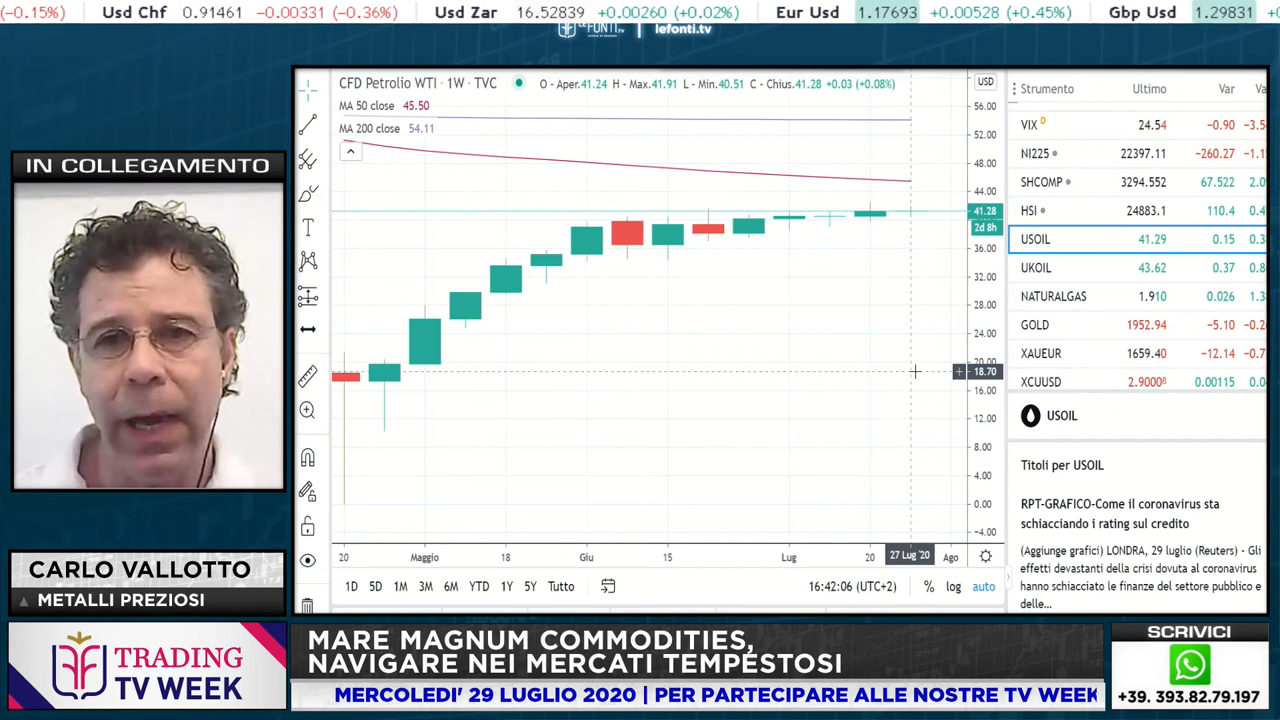 (-0.15%) Usd Chf 0.91461 -0.00331 (-0.36%) Usd Zar 16.52839 +0.00260 (+0.02%) Eur Usd 1.17693 +0.00528 (+0.45%) Gbp Usd 1.29831
LEFONTI.TV | lefonti.tv
IN COLLEGAMENTO
CARLO VALLOTTO
METALLI PREZIOSI
CFD Petrolio WTI · 1W · TVC O - Aper.41.24 H - Max.41.91 L - Min.40.51 C - Chius.41.28 +0.03 (+0.08%)
MA 50 close 45.50
MA 200 close 54.11
USD
56.00
52.00
48.00
44.00
41.28
2d 8h
36.00
32.00
28.00
24.00
20.00
18.70
16.00
12.00
8.00
4.00
0.00
-4.00
20 Maggio 18 Giu 15 Lug 20 27 Lug '20 Ago
1D 5D 1M 3M 6M YTD 1Y 5Y Tutto 16:42:06 (UTC+2) % log auto
Strumento Ultimo Var
VIX D 24.54 -0.90 -3.5
NI225 22397.11 -260.27 -1.1
SHCOMP 3294.552 67.522 2.0
HSI 24883.1 110.4 0.4
USOIL 41.29 0.15 0.3
UKOIL 43.62 0.37 0.8
NATURALGAS 1.910 0.026 1.3
GOLD 1952.94 -5.10 -0.2
XAUEUR 1659.40 -12.14 -0.7
XCUUSD 2.9000⁸ 0.00115 0.0
USOIL
Titoli per USOIL
RPT-GRAFICO-Come il coronavirus sta
schiacciando i rating sul credito
(Aggiunge grafici) LONDRA, 29 luglio (Reuters) - Gli
effetti devastanti della crisi dovuta al coronavirus
hanno schiacciato le finanze del settore pubblico e
delle...
TRADING
TV WEEK
MARE MAGNUM COMMODITIES,
NAVIGARE NEI MERCATI TEMPESTOSI
MERCOLEDI' 29 LUGLIO 2020 | PER PARTECIPARE ALLE NOSTRE TV WEEK
SCRIVICI
+39. 393.82.79.197